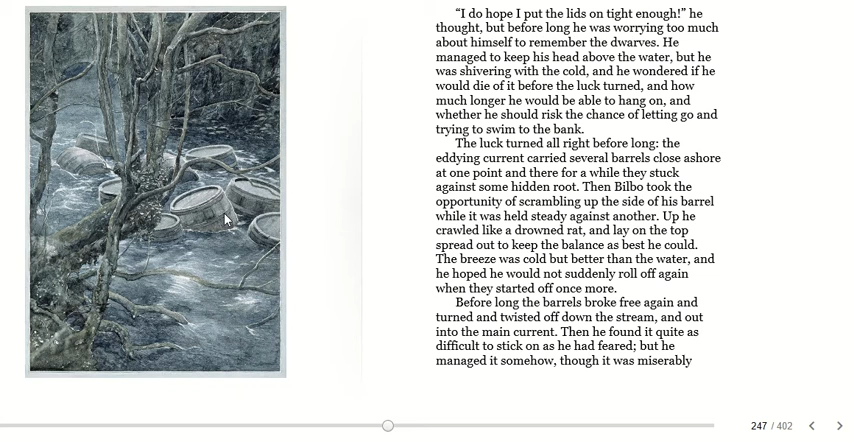 “I do hope I put the lids on tight enough!” he
thought, but before long he was worrying too much
about himself to remember the dwarves. He
managed to keep his head above the water, but he
was shivering with the cold, and he wondered if he
would die of it before the luck turned, and how
much longer he would be able to hang on, and
whether he should risk the chance of letting go and
trying to swim to the bank.
The luck turned all right before long: the
eddying current carried several barrels close ashore
at one point and there for a while they stuck
against some hidden root. Then Bilbo took the
opportunity of scrambling up the side of his barrel
while it was held steady against another. Up he
crawled like a drowned rat, and lay on the top
spread out to keep the balance as best he could.
The breeze was cold but better than the water, and
he hoped he would not suddenly roll off again
when they started off once more.
Before long the barrels broke free again and
turned and twisted off down the stream, and out
into the main current. Then he found it quite as
difficult to stick on as he had feared; but he
managed it somehow, though it was miserably
247 / 402